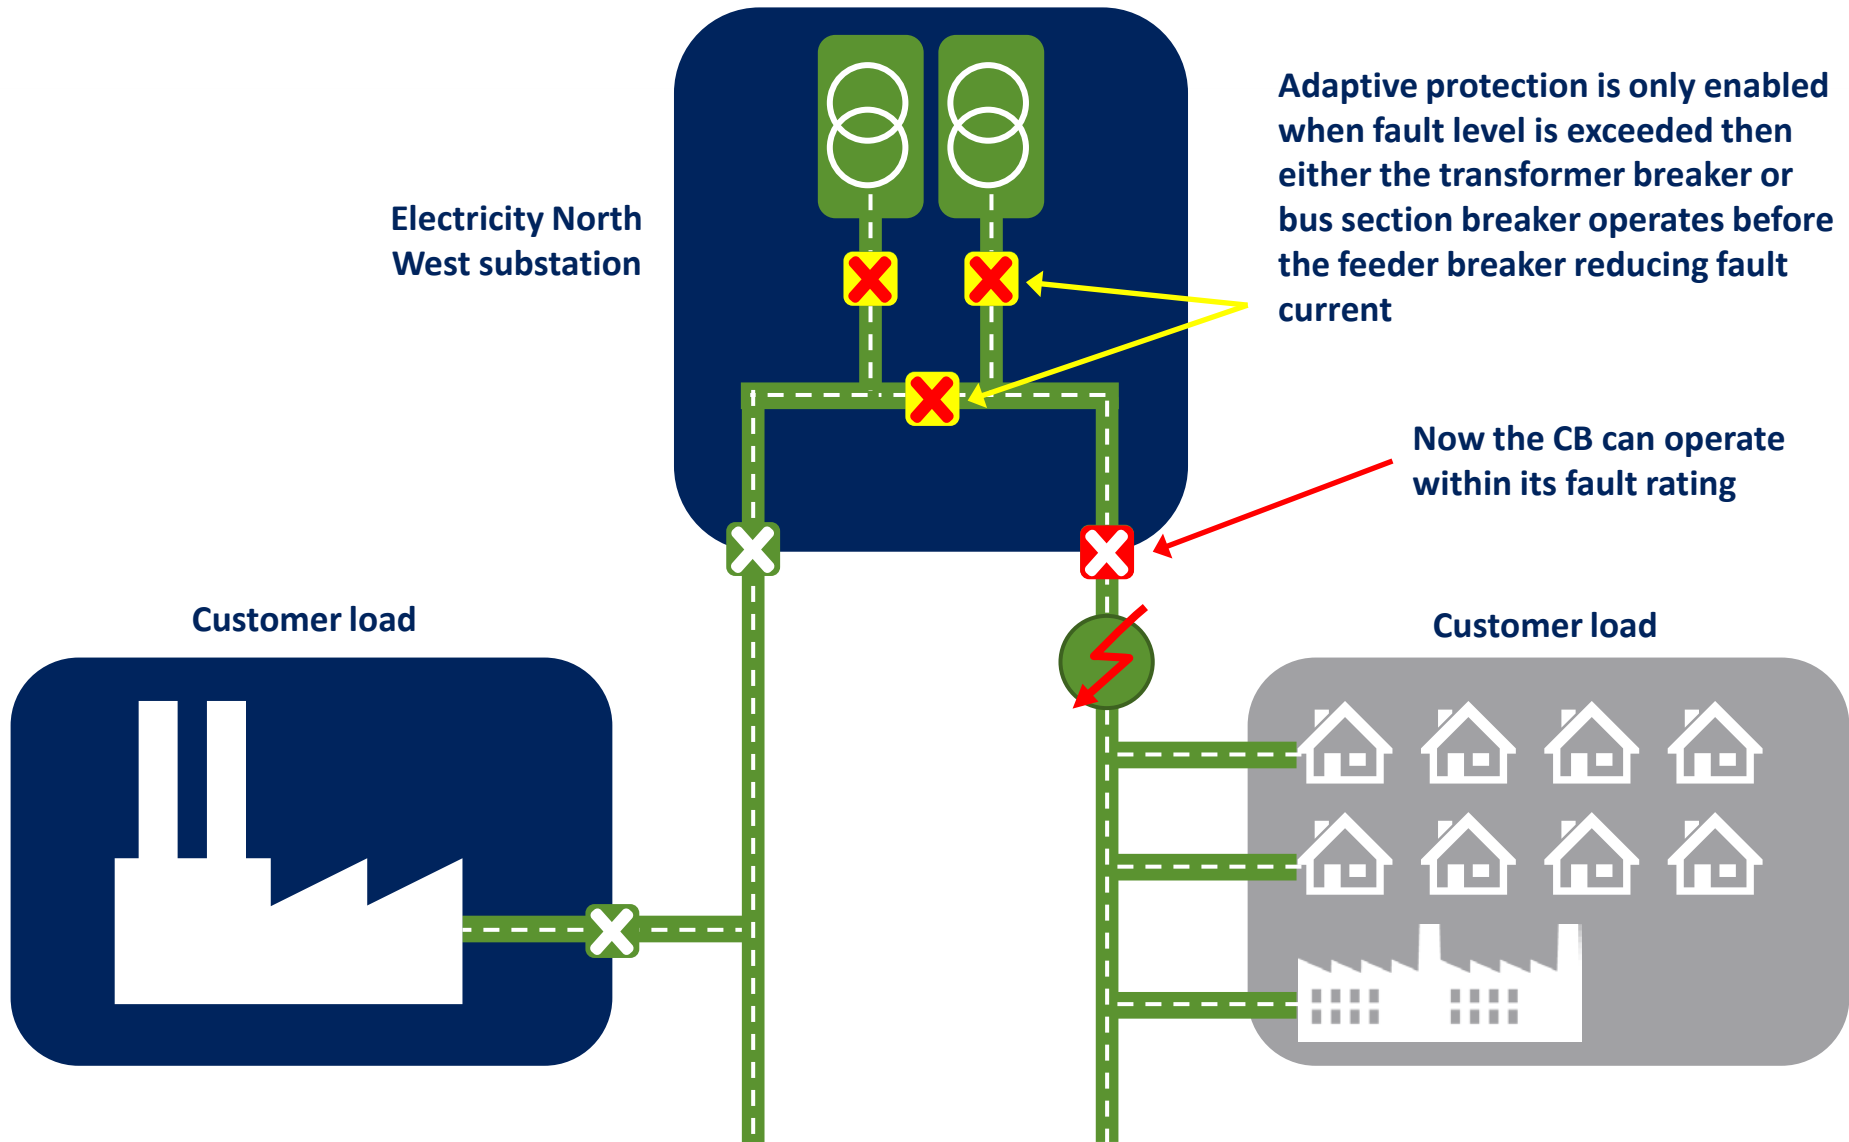 Adaptive protection is only enabled
when fault level is exceeded then
either the transformer breaker or
bus section breaker operates before
the feeder breaker reducing fault
current
Electricity North
West substation
Now the CB can operate
within its fault rating
Customer load
Customer load